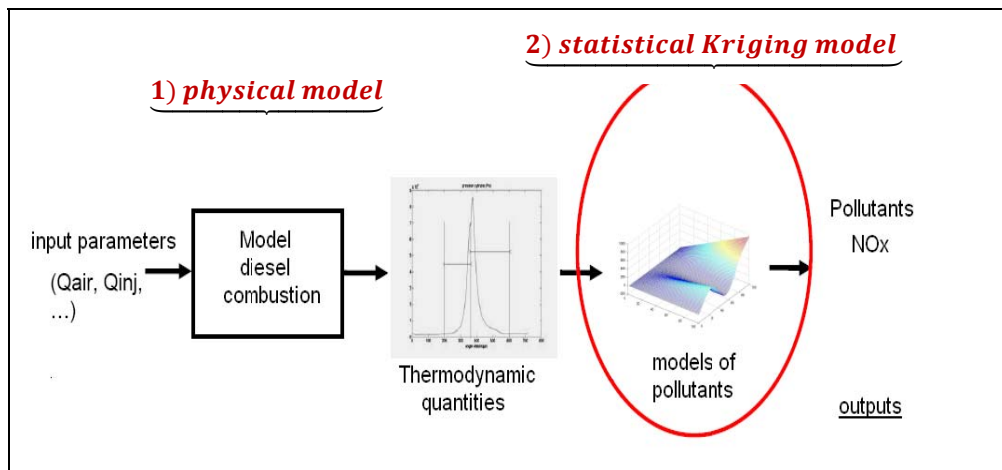 2) statistical Kriging model
1) physical model
input parameters
(Qair, Qinj,
…)
Model
diesel
combustion
Thermodynamic
quantities
models of
pollutants
Pollutants
NOx
outputs